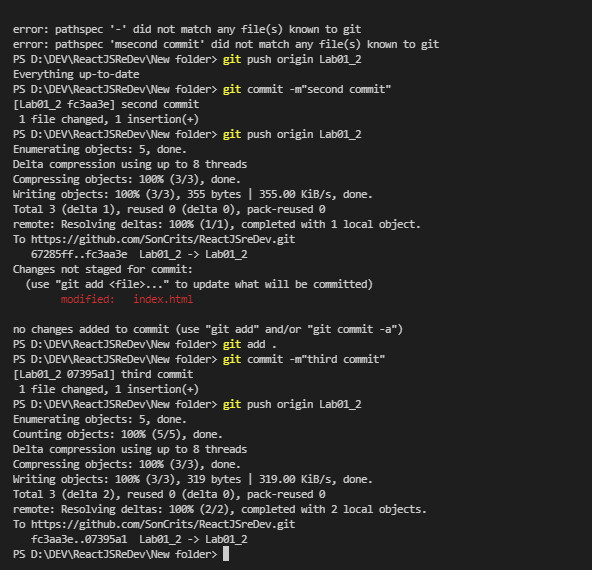 error: pathspec '-' did not match any file(s) known to git
error: pathspec 'msecond commit' did not match any file(s) known to git
PS D:\DEV\ReactJSReDev\New folder> git push origin Lab01_2
Everything up-to-date
PS D:\DEV\ReactJSReDev\New folder> git commit -m"second commit"
[Lab01_2 fc3aa3e] second commit
 1 file changed, 1 insertion(+)
PS D:\DEV\ReactJSReDev\New folder> git push origin Lab01_2
Enumerating objects: 5, done.
Delta compression using up to 8 threads
Compressing objects: 100% (3/3), done.
Writing objects: 100% (3/3), 355 bytes | 355.00 KiB/s, done.
Total 3 (delta 1), reused 0 (delta 0), pack-reused 0
remote: Resolving deltas: 100% (1/1), completed with 1 local object.
To https://github.com/SonCrits/ReactJSreDev.git
   67285ff..fc3aa3e  Lab01_2 -> Lab01_2
Changes not staged for commit:
  (use "git add <file>..." to update what will be committed)
        modified:   index.html

no changes added to commit (use "git add" and/or "git commit -a")
PS D:\DEV\ReactJSReDev\New folder> git add .
PS D:\DEV\ReactJSReDev\New folder> git commit -m"third commit"
[Lab01_2 07395a1] third commit
 1 file changed, 1 insertion(+)
PS D:\DEV\ReactJSReDev\New folder> git push origin Lab01_2
Enumerating objects: 5, done.
Counting objects: 100% (5/5), done.
Delta compression using up to 8 threads
Compressing objects: 100% (3/3), done.
Writing objects: 100% (3/3), 319 bytes | 319.00 KiB/s, done.
Total 3 (delta 2), reused 0 (delta 0), pack-reused 0
remote: Resolving deltas: 100% (2/2), completed with 2 local objects.
To https://github.com/SonCrits/ReactJSreDev.git
   fc3aa3e..07395a1  Lab01_2 -> Lab01_2
PS D:\DEV\ReactJSReDev\New folder>